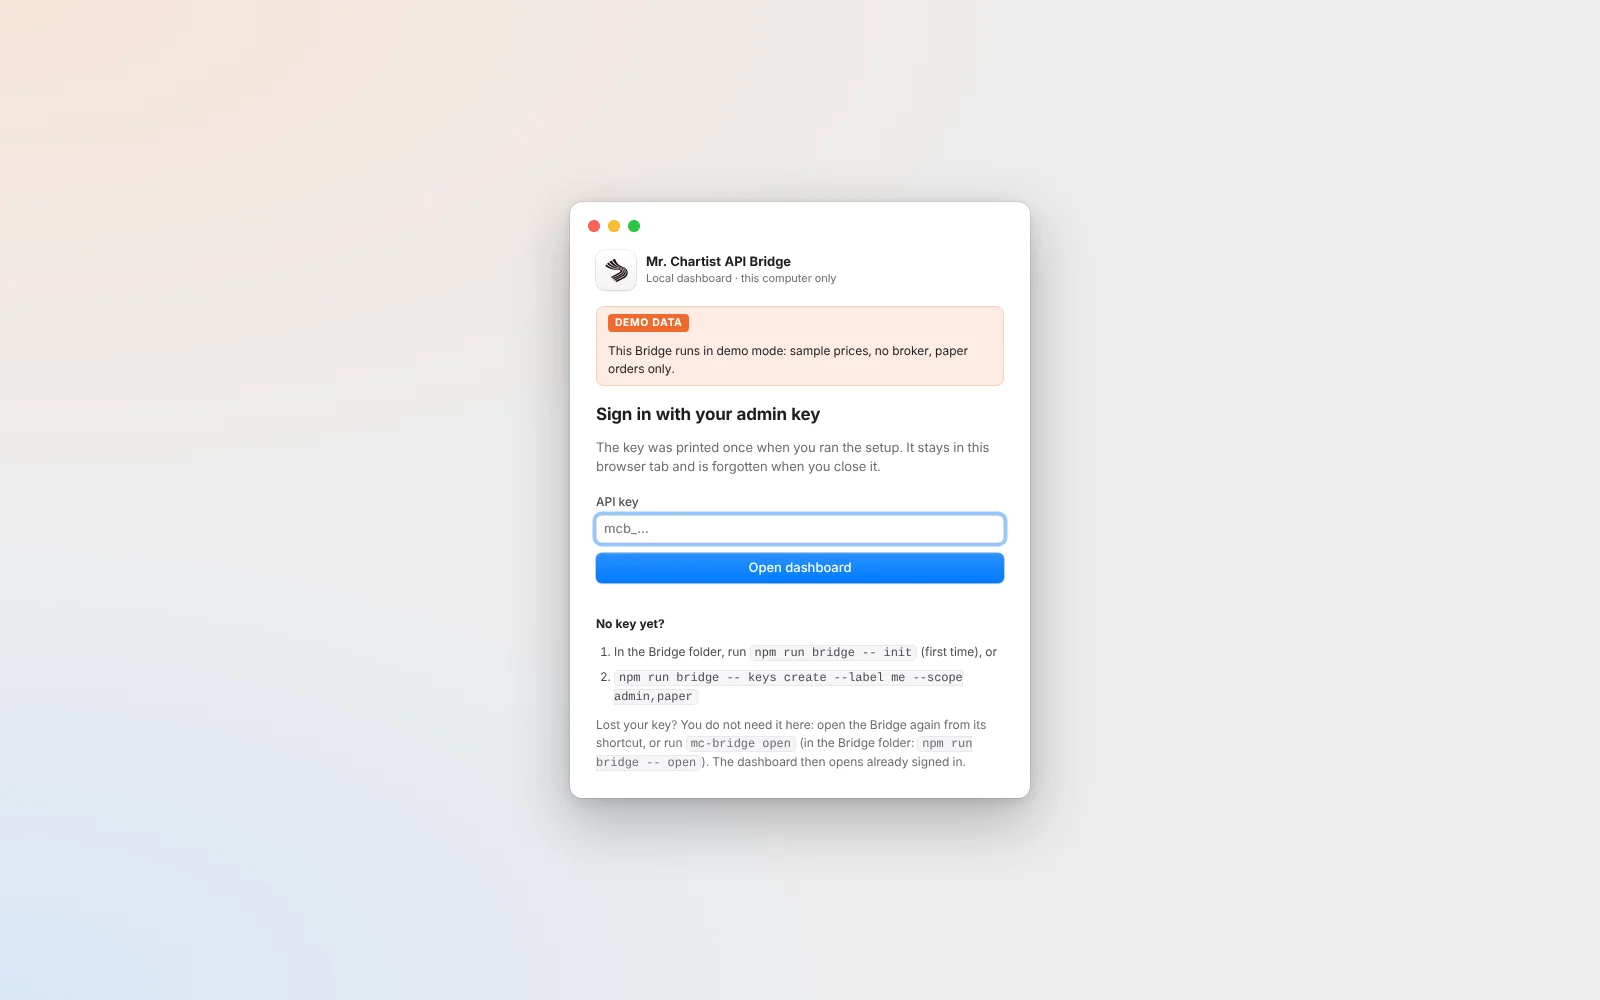 Mr. Chartist API Bridge
Local dashboard · this computer only
DEMO DATA
This Bridge runs in demo mode: sample prices, no broker, paper
orders only.
Sign in with your admin key
The key was printed once when you ran the setup. It stays in this
browser tab and is forgotten when you close it.
API key
mcb_...
Open dashboard
No key yet?
1. In the Bridge folder, run npm run bridge -- init (first time), or
2. npm run bridge -- keys create --label me --scope
admin,paper
Lost your key? You do not need it here: open the Bridge again from its
shortcut, or run mc-bridge open (in the Bridge folder: npm run
bridge -- open). The dashboard then opens already signed in.